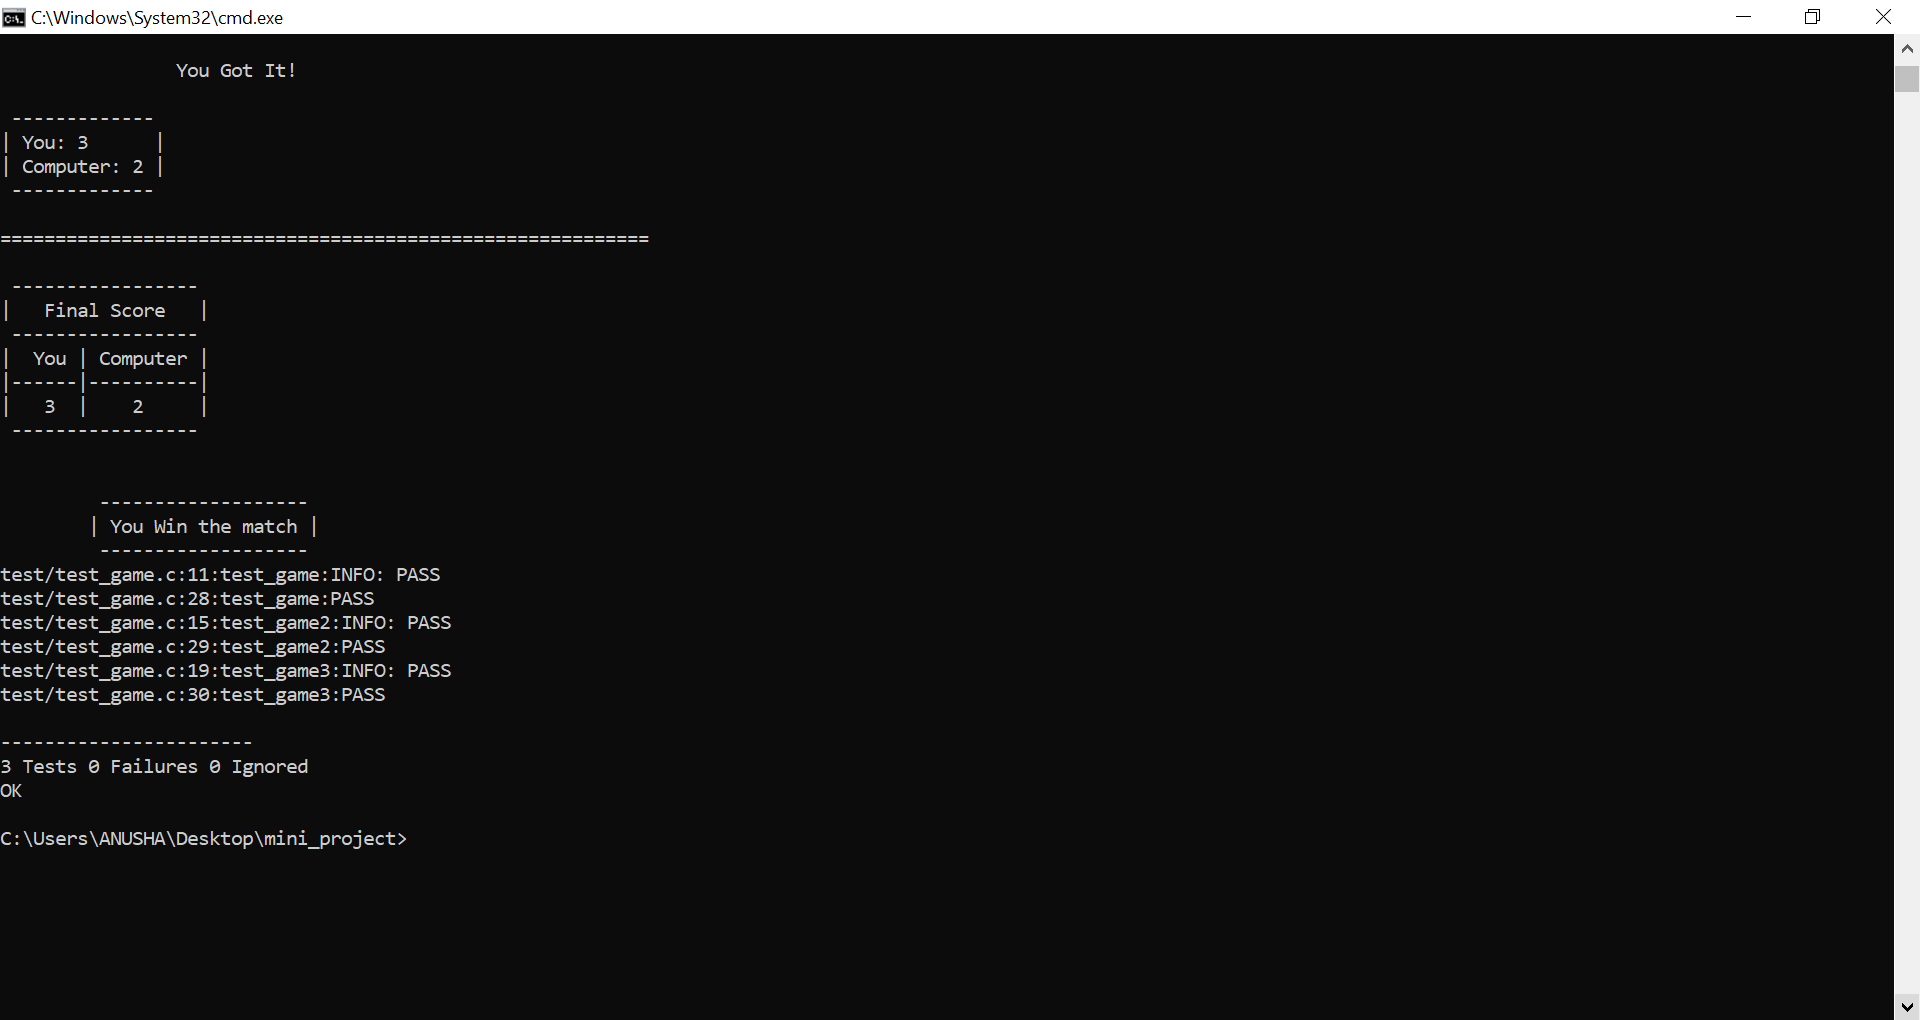 C:\Windows\System32\cmd.exe
You Got It!
-------------
| You: 3      |
| Computer: 2 |
-------------
===========================================================
-----------------
|   Final Score   |
-----------------
|  You | Computer |
|------|----------|
|   3  |    2     |
-----------------
-------------------
| You Win the match |
-------------------
test/test_game.c:11:test_game:INFO: PASS
test/test_game.c:28:test_game:PASS
test/test_game.c:15:test_game2:INFO: PASS
test/test_game.c:29:test_game2:PASS
test/test_game.c:19:test_game3:INFO: PASS
test/test_game.c:30:test_game3:PASS
-----------------------
3 Tests 0 Failures 0 Ignored
OK
C:\Users\ANUSHA\Desktop\mini_project>